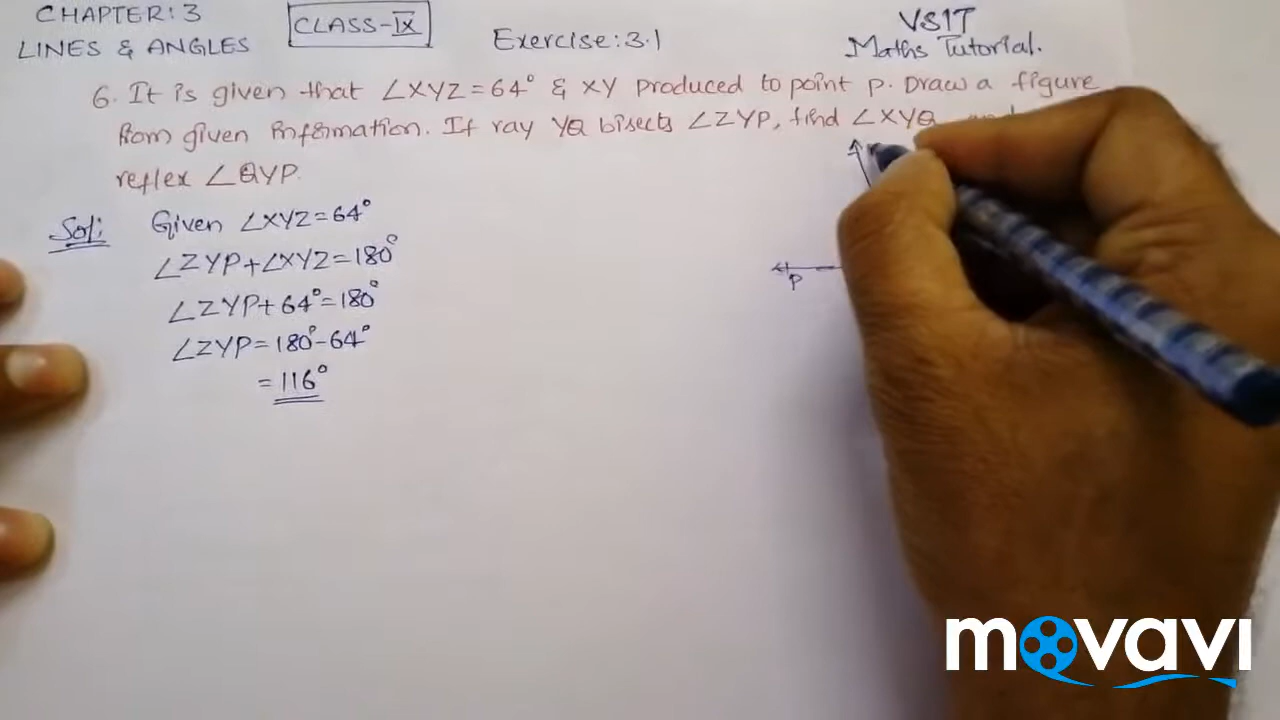 CHAPTER:3
LINES & ANGLES
CLASS-IX
Exercise:3.1
VSIT
Maths Tutorial.
6. It is given that ∠XYZ=64° & XY produced to point p. Draw a figure
from given information. If ray YQ bisects ∠ZYP, find ∠XYQ
reflex ∠QYP.
Sol: Given ∠XYZ=64°
∠ZYP+∠XYZ=180°
∠ZYP+64°=180°
∠ZYP=180°-64°
=116°
P
movavi